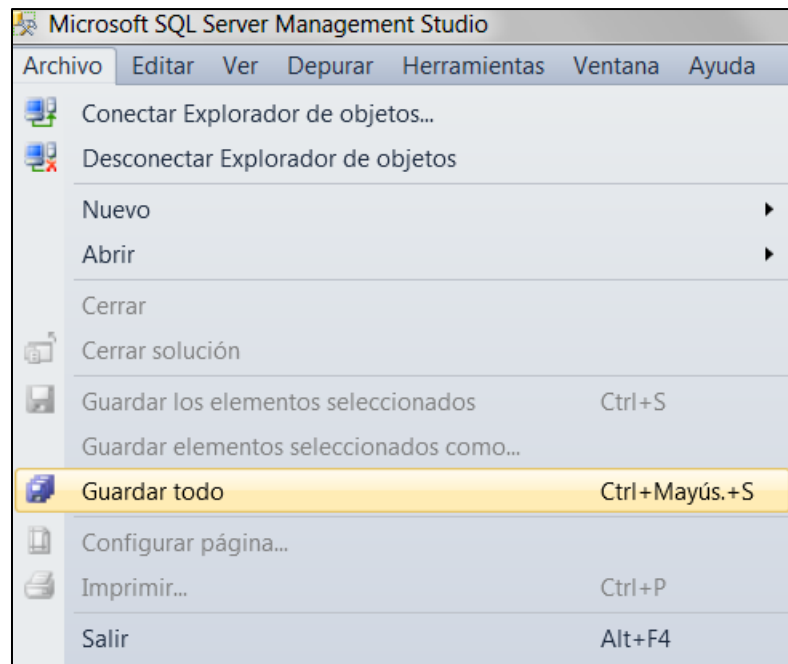 Microsoft SQL Server Management Studio
Archivo Editar Ver Depurar Herramientas Ventana Ayuda
Conectar Explorador de objetos...
Desconectar Explorador de objetos
Nuevo
Abrir
Cerrar
Cerrar solución
Guardar los elementos seleccionados Ctrl+S
Guardar elementos seleccionados como...
Guardar todo Ctrl+Mayús.+S
Configurar página...
Imprimir... Ctrl+P
Salir Alt+F4